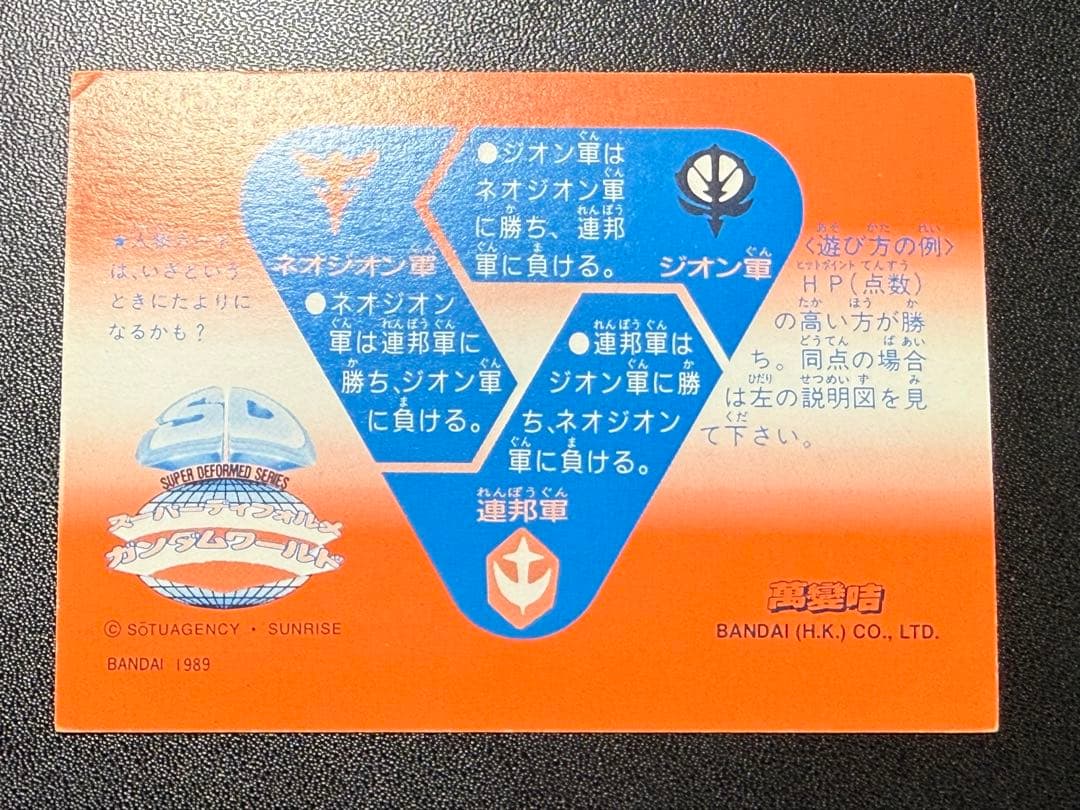 ●ジオン軍は
ネオジオン軍
に勝ち、連邦
軍に負ける。
ジオン軍
ネオジオン軍
●ネオジオン
軍は連邦軍に
勝ち、ジオン軍
に負ける。
●連邦軍は
ジオン軍に勝
ち、ネオジオン
軍に負ける。
連邦軍
は、いざという
ときにたよりに
なるかも？
〈遊び方の例〉
HP(点数)
の高い方が勝
ち。同点の場合
は左の説明図を見
て下さい。
SD
SUPER DEFORMED SERIES
スーパーディフォルメ
ガンダムワールド
© SōTUAGENCY・SUNRISE
BANDAI 1989
萬變咭
BANDAI (H.K.) CO., LTD.